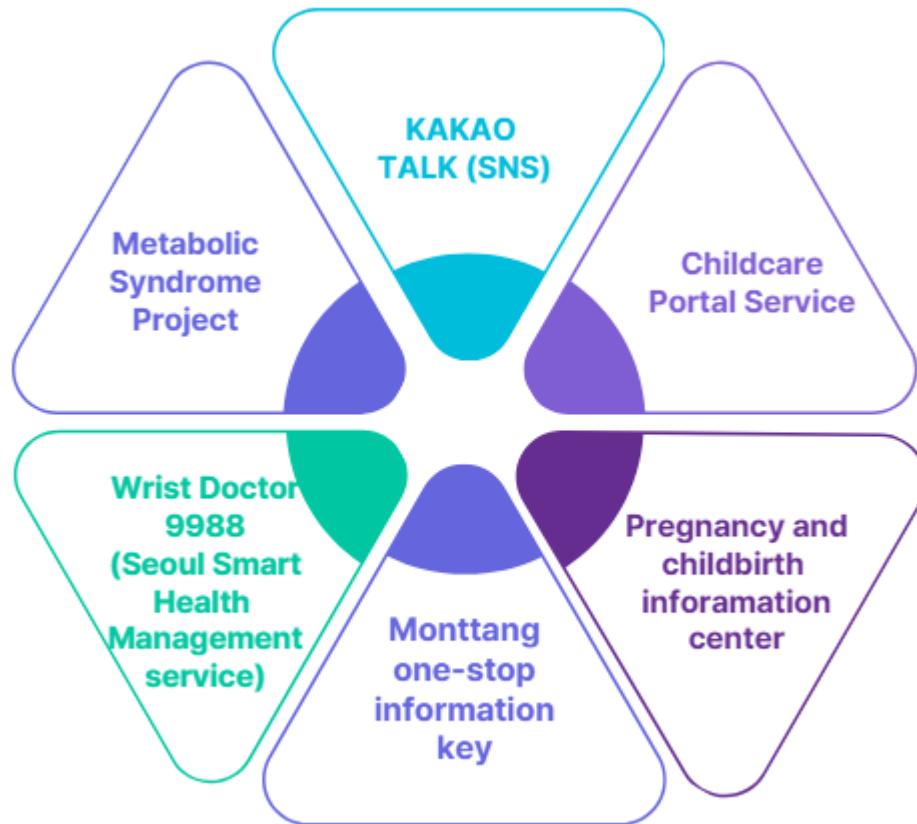 KAKAO
TALK (SNS)
Metabolic
Syndrome
Project
Childcare
Portal Service
Wrist Doctor
9988
(Seoul Smart
Health
Management
service)
Monttang
one-stop
information
key
Pregnancy and
childbirth
inforamation
center